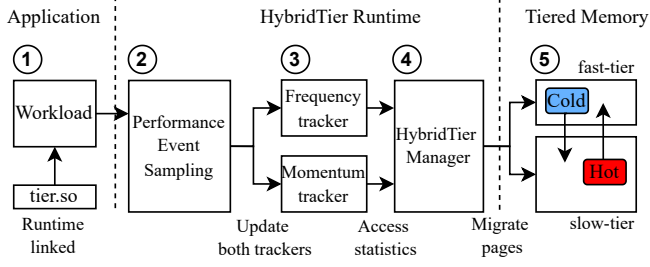 Application
HybridTier Runtime
Tiered Memory
1
2
3
4
5
fast-tier
Workload
Performance
Event
Sampling
Frequency
tracker
Momentum
tracker
HybridTier
Manager
Cold
Hot
tier.so
slow-tier
Runtime
linked
Update
both trackers
Access
statistics
Migrate
pages